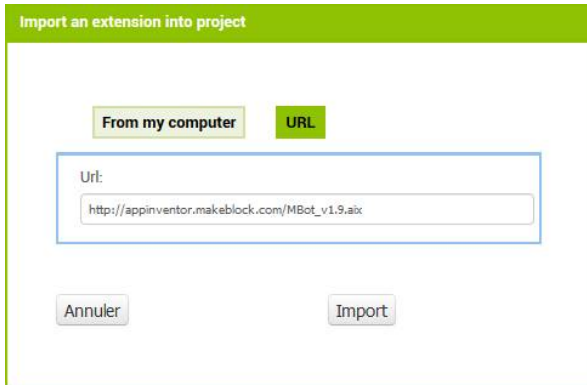 Import an extension into project
From my computer URL
Url:
http://appinventor.makeblock.com/MBot_v1.9.aix
Annuler Import